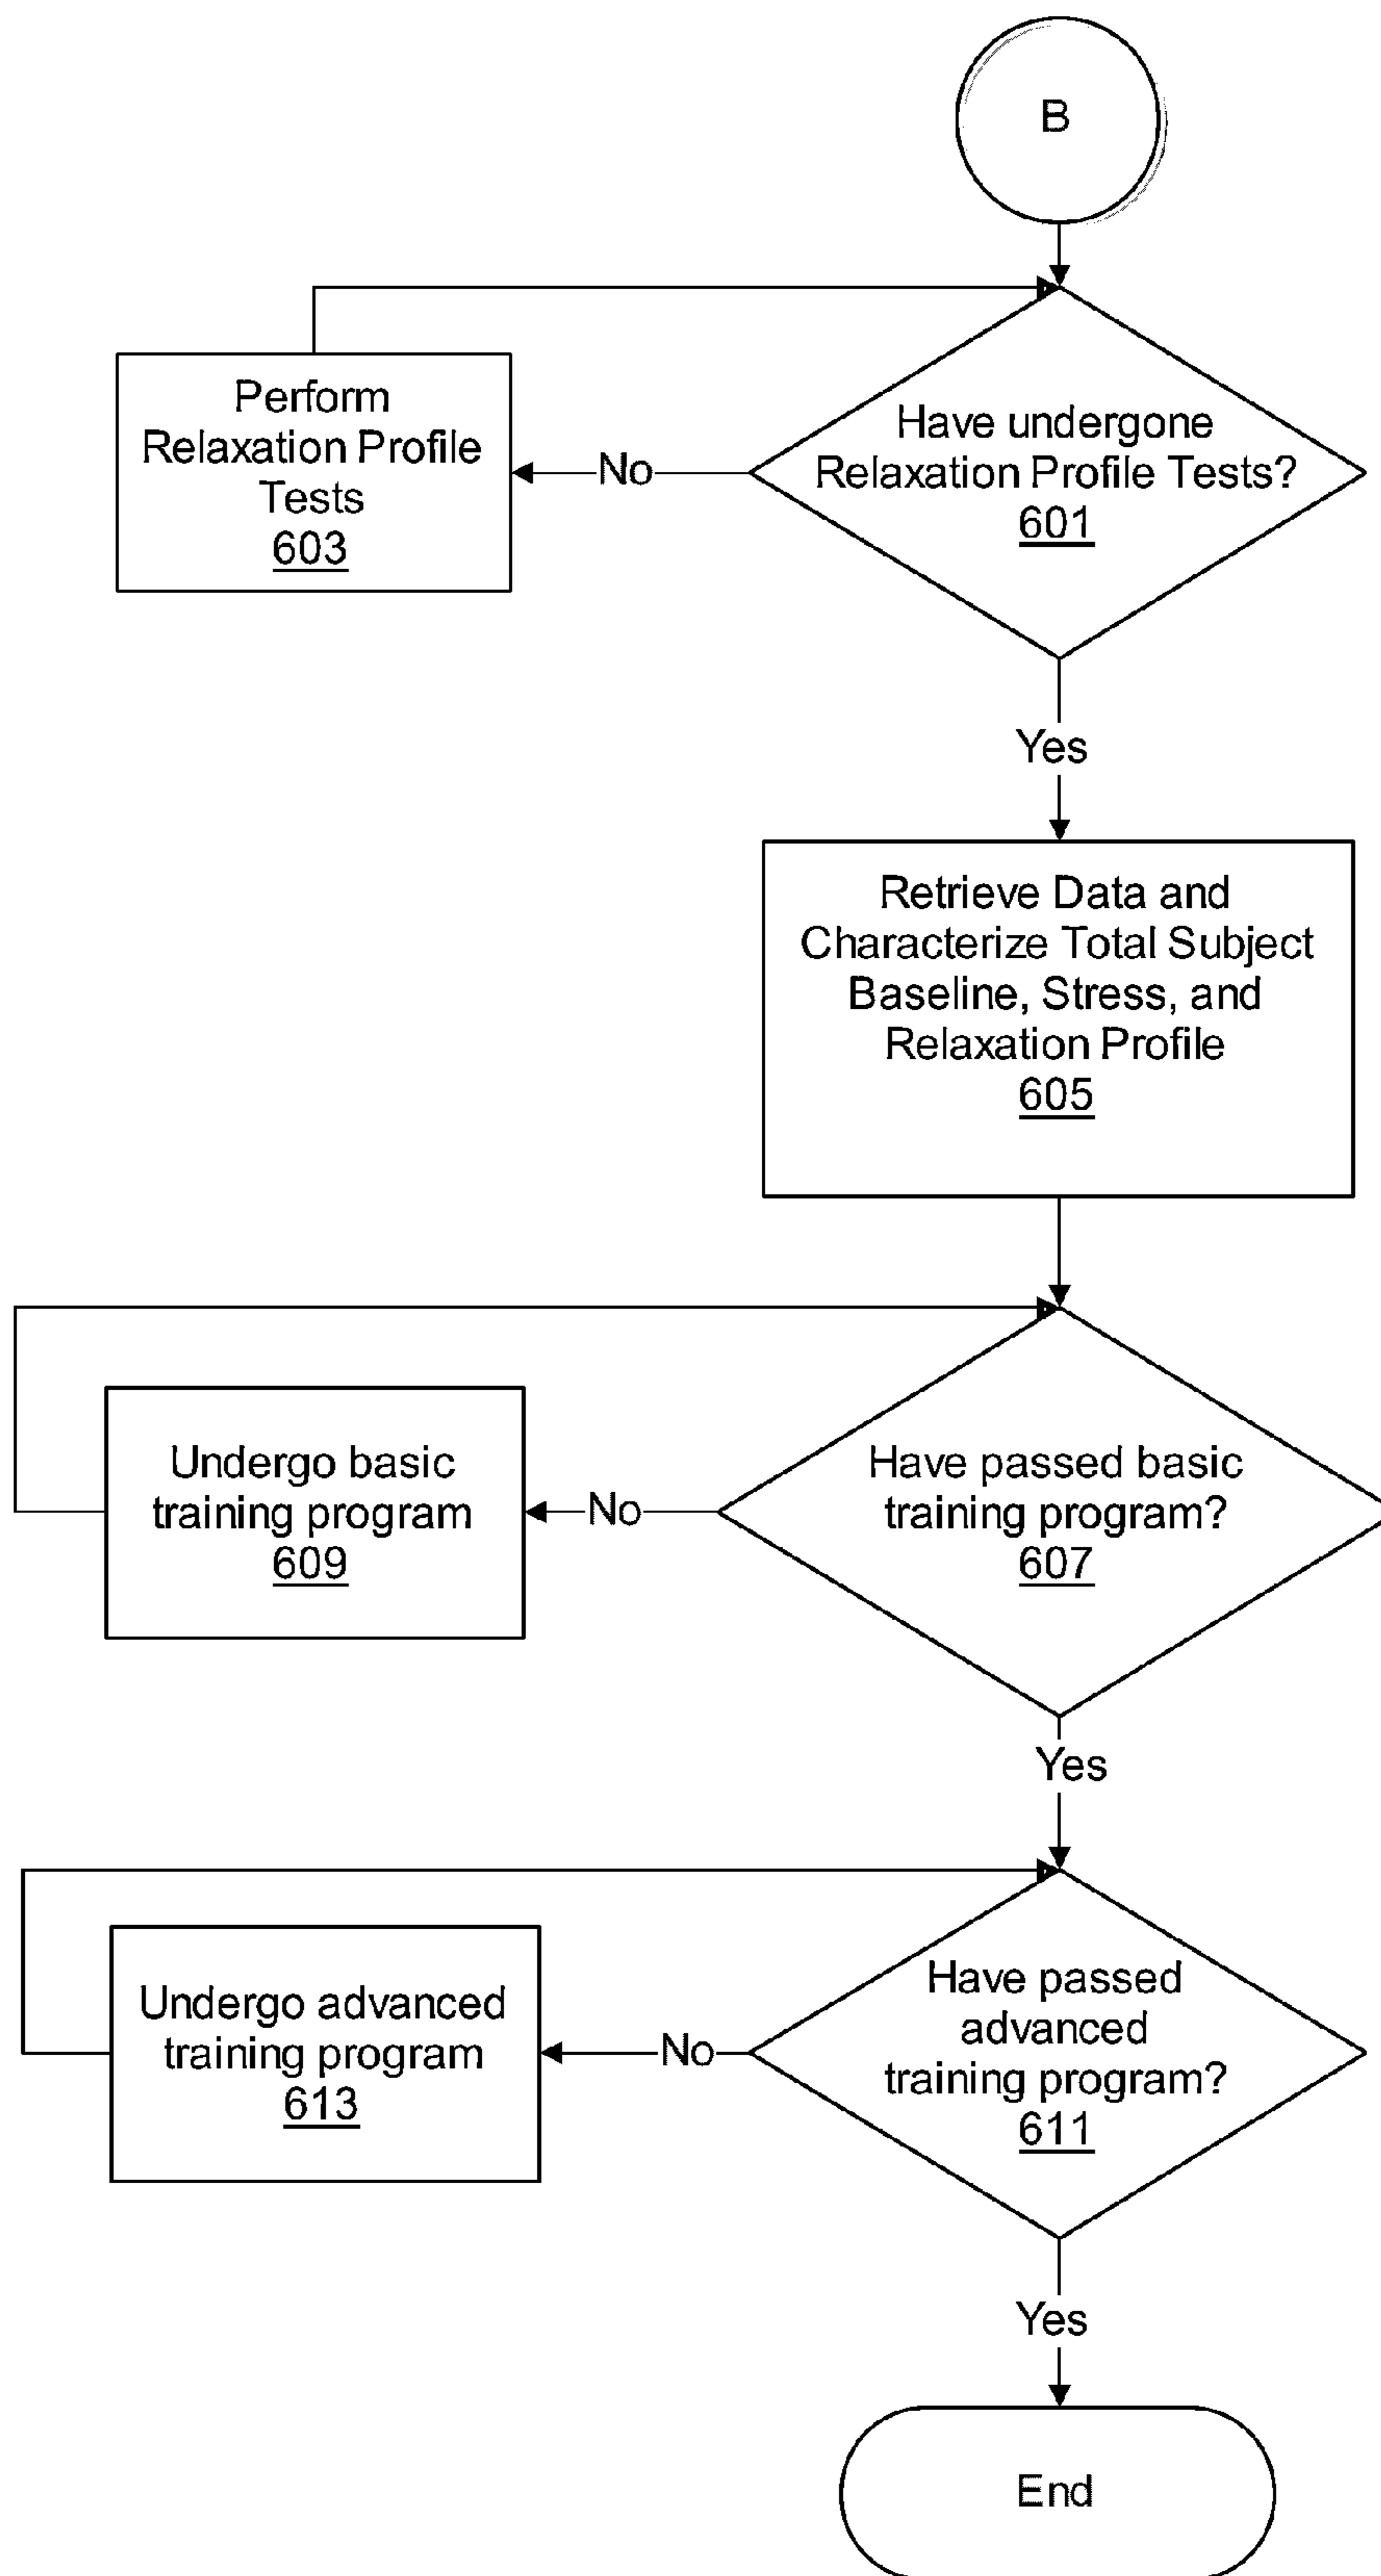 B
Have undergone
Relaxation Profile Tests?
601
No
Perform
Relaxation Profile
Tests
603
Yes
Retrieve Data and
Characterize Total Subject
Baseline, Stress, and
Relaxation Profile
605
Have passed basic
training program?
607
No
Undergo basic
training program
609
Yes
Have passed
advanced
training program?
611
No
Undergo advanced
training program
613
Yes
End